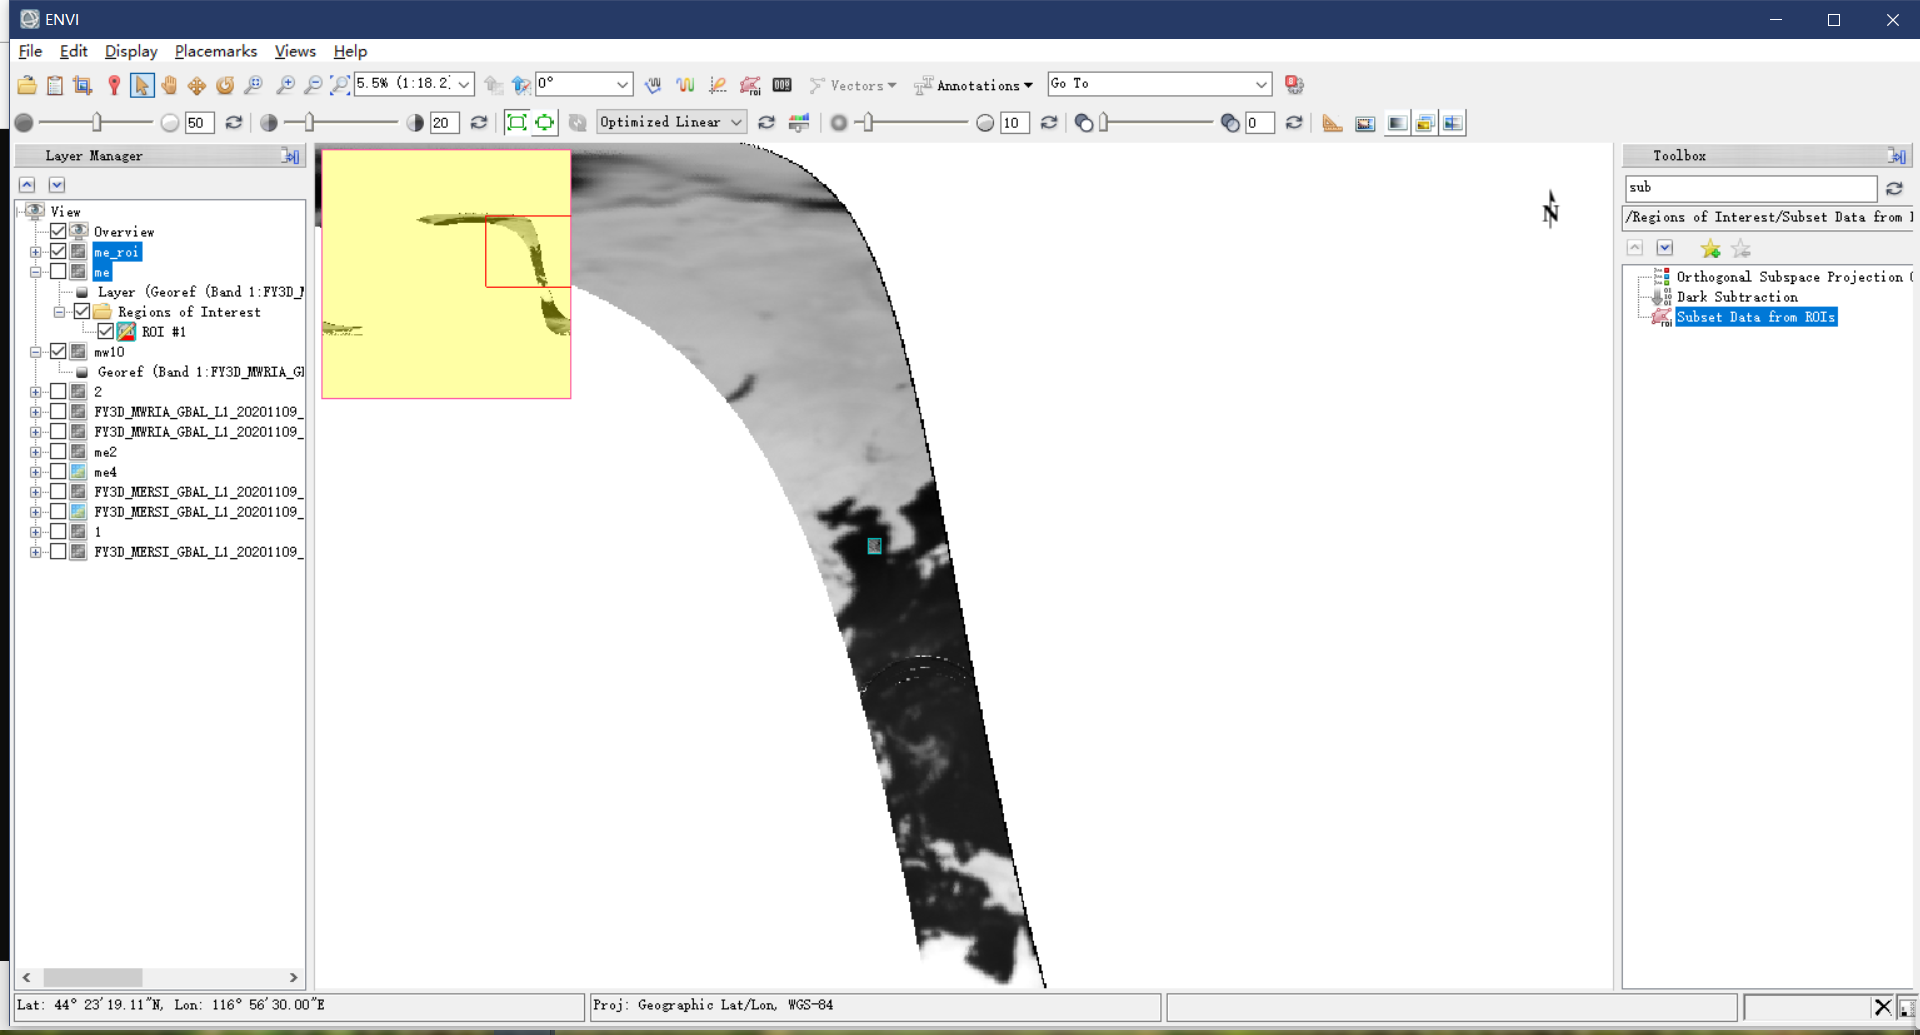 ENVI
File Edit Display Placemarks Views Help
5.5% (1:18.2 0° Vectors Annotations Go To
50 20 Optimized Linear 10 0
Layer Manager
View
Overview
me_roi
me
Layer (Georef (Band 1:FY3D_
Regions of Interest
ROI #1
mw10
Georef (Band 1:FY3D_MWRIA_G
2
FY3D_MWRIA_GBAL_L1_20201109_
FY3D_MWRIA_GBAL_L1_20201109_
me2
me4
FY3D_MERSI_GBAL_L1_20201109_
FY3D_MERSI_GBAL_L1_20201109_
1
FY3D_MERSI_GBAL_L1_20201109_
N
Toolbox
sub
/Regions of Interest/Subset Data from
Orthogonal Subspace Projection
Dark Subtraction
Subset Data from ROIs
Lat: 44° 23'19.11"N, Lon: 116° 56'30.00"E
Proj: Geographic Lat/Lon, WGS-84